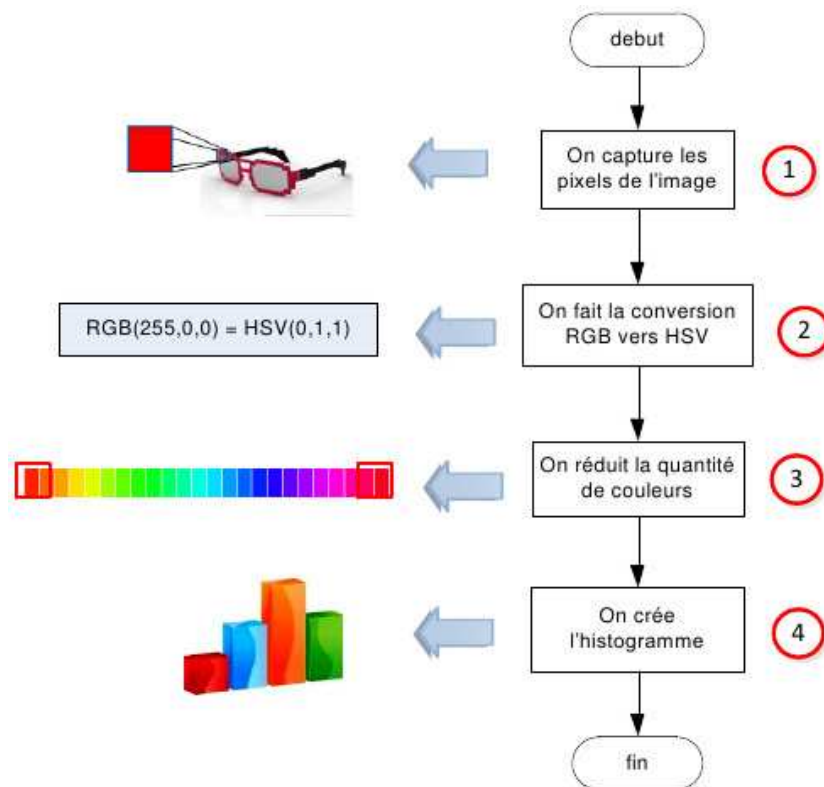 debut
On capture les
pixels de l'image
1
RGB(255,0,0) = HSV(0,1,1)
On fait la conversion
RGB vers HSV
2
On réduit la quantité
de couleurs
3
On crée
l'histogramme
4
fin